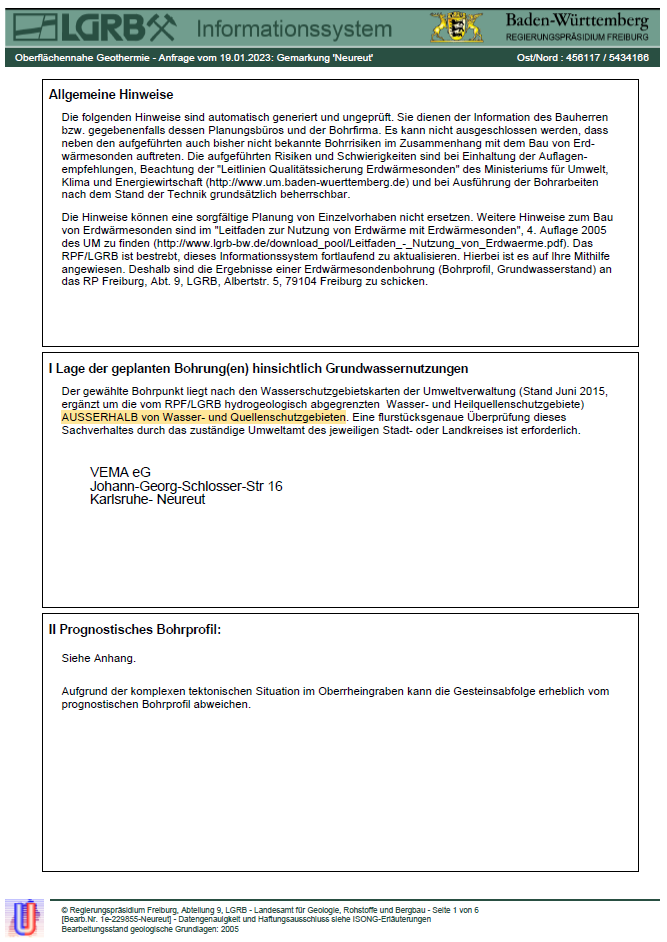 LGRB Informationssystem
Baden-Württemberg
REGIERUNGSPRÄSIDIUM FREIBURG
Oberflächennahe Geothermie - Anfrage vom 19.01.2023: Gemarkung 'Neureut'
Ost/Nord : 456117 / 5434166
Allgemeine Hinweise
Die folgenden Hinweise sind automatisch generiert und ungeprüft. Sie dienen der Information des Bauherren
bzw. gegebenenfalls dessen Planungsbüros und der Bohrfirma. Es kann nicht ausgeschlossen werden, dass
neben den aufgeführten auch bisher nicht bekannte Bohrrisiken im Zusammenhang mit dem Bau von Erd-
wärmesonden auftreten. Die aufgeführten Risiken und Schwierigkeiten sind bei Einhaltung der Auflagen-
empfehlungen, Beachtung der "Leitlinien Qualitätssicherung Erdwärmesonden" des Ministeriums für Umwelt,
Klima und Energiewirtschaft (http://www.um.baden-wuerttemberg.de) und bei Ausführung der Bohrarbeiten
nach dem Stand der Technik grundsätzlich beherrschbar.
Die Hinweise können eine sorgfältige Planung von Einzelvorhaben nicht ersetzen. Weitere Hinweise zum Bau
von Erdwärmesonden sind im "Leitfaden zur Nutzung von Erdwärme mit Erdwärmesonden", 4. Auflage 2005
des UM zu finden (http://www.lgrb-bw.de/download_pool/Leitfaden_-_Nutzung_von_Erdwaerme.pdf). Das
RPF/LGRB ist bestrebt, dieses Informationssystem fortlaufend zu aktualisieren. Hierbei ist es auf Ihre Mithilfe
angewiesen. Deshalb sind die Ergebnisse einer Erdwärmesondenbohrung (Bohrprofil, Grundwasserstand) an
das RP Freiburg, Abt. 9, LGRB, Albertstr. 5, 79104 Freiburg zu schicken.
I Lage der geplanten Bohrung(en) hinsichtlich Grundwassernutzungen
Der gewählte Bohrpunkt liegt nach den Wasserschutzgebietskarten der Umweltverwaltung (Stand Juni 2015,
ergänzt um die vom RPF/LGRB hydrogeologisch abgegrenzten Wasser- und Heilquellenschutzgebiete)
AUSSERHALB von Wasser- und Quellenschutzgebieten. Eine flurstücksgenaue Überprüfung dieses
Sachverhaltes durch das zuständige Umweltamt des jeweiligen Stadt- oder Landkreises ist erforderlich.
VEMA eG
Johann-Georg-Schlosser-Str 16
Karlsruhe- Neureut
II Prognostisches Bohrprofil:
Siehe Anhang.
Aufgrund der komplexen tektonischen Situation im Oberrheingraben kann die Gesteinsabfolge erheblich vom
prognostischen Bohrprofil abweichen.
© Regierungspräsidium Freiburg, Abteilung 9, LGRB - Landesamt für Geologie, Rohstoffe und Bergbau - Seite 1 von 6
[Bearb.Nr. 1e-229855-Neureut] - Datengenauigkeit und Haftungsausschluss siehe ISONG-Erläuterungen
Bearbeitungsstand geologische Grundlagen: 2005